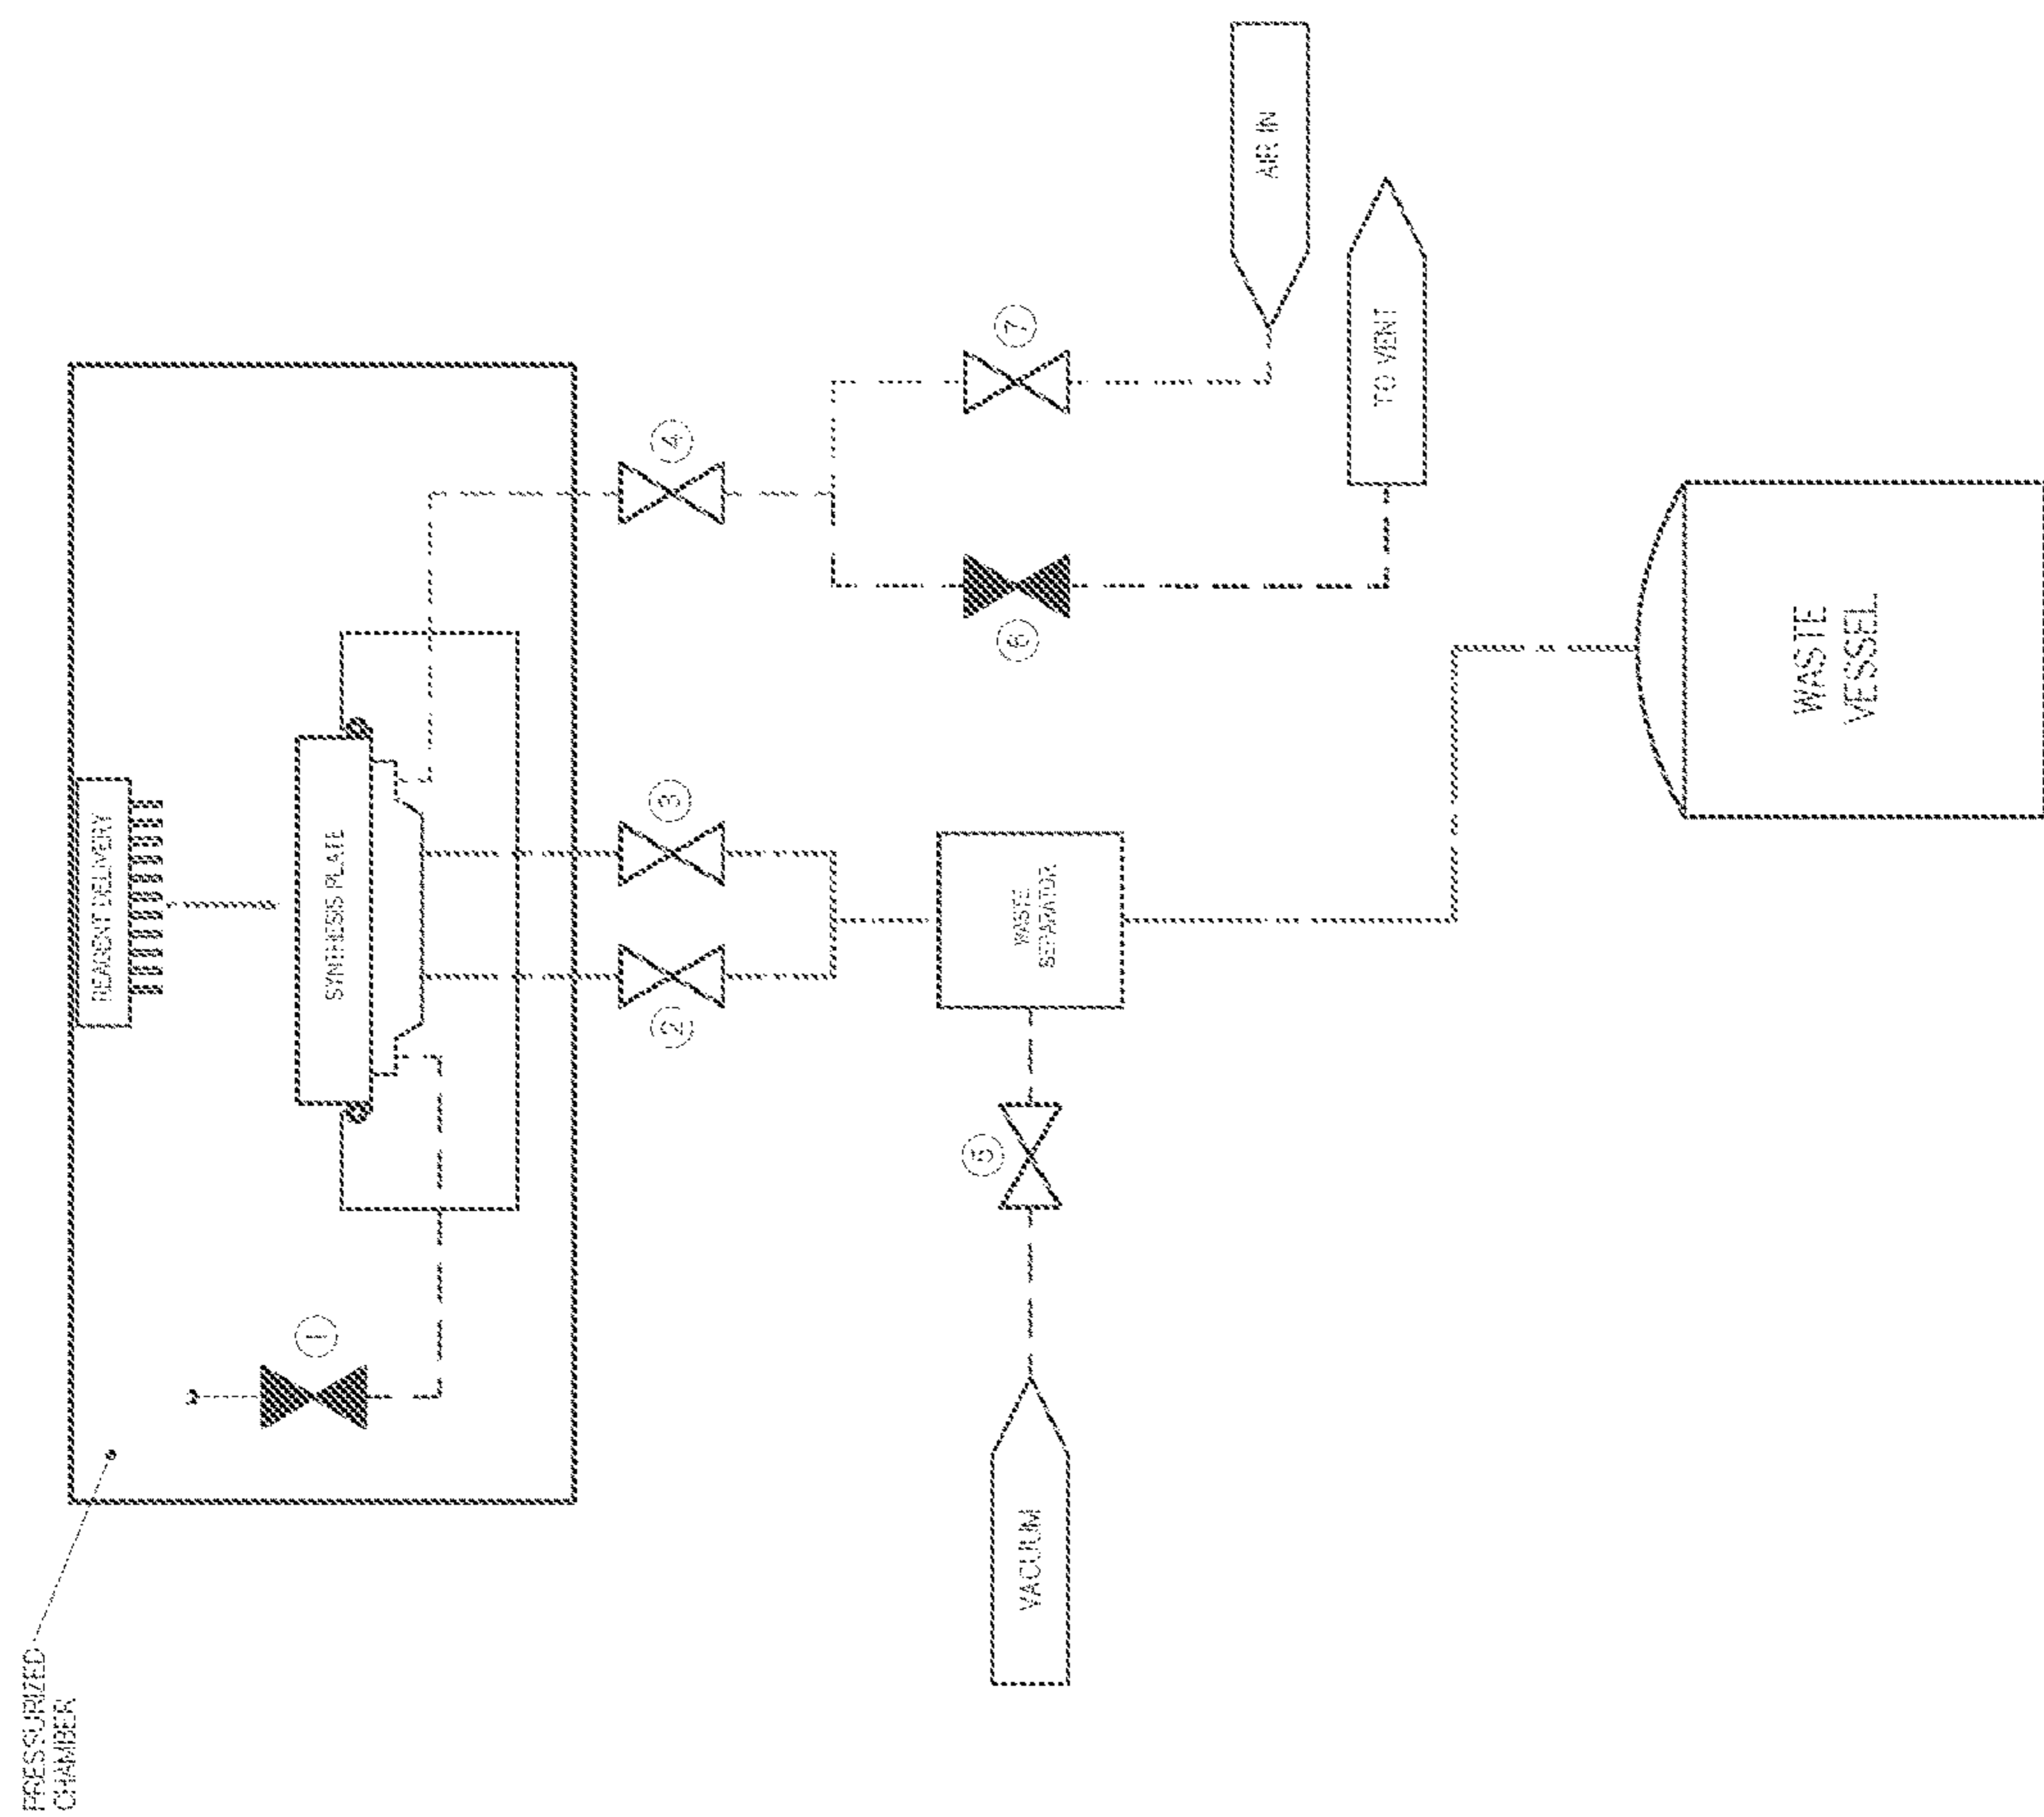 PRESSURIZED
CHAMBER
REAGENT DELIVERY
SYNTHESIS PLATE
1
2
3
4
5
6
7
WASTE
SEPARATOR
VACUUM
AIR IN
TO VENT
WASTE
VESSEL